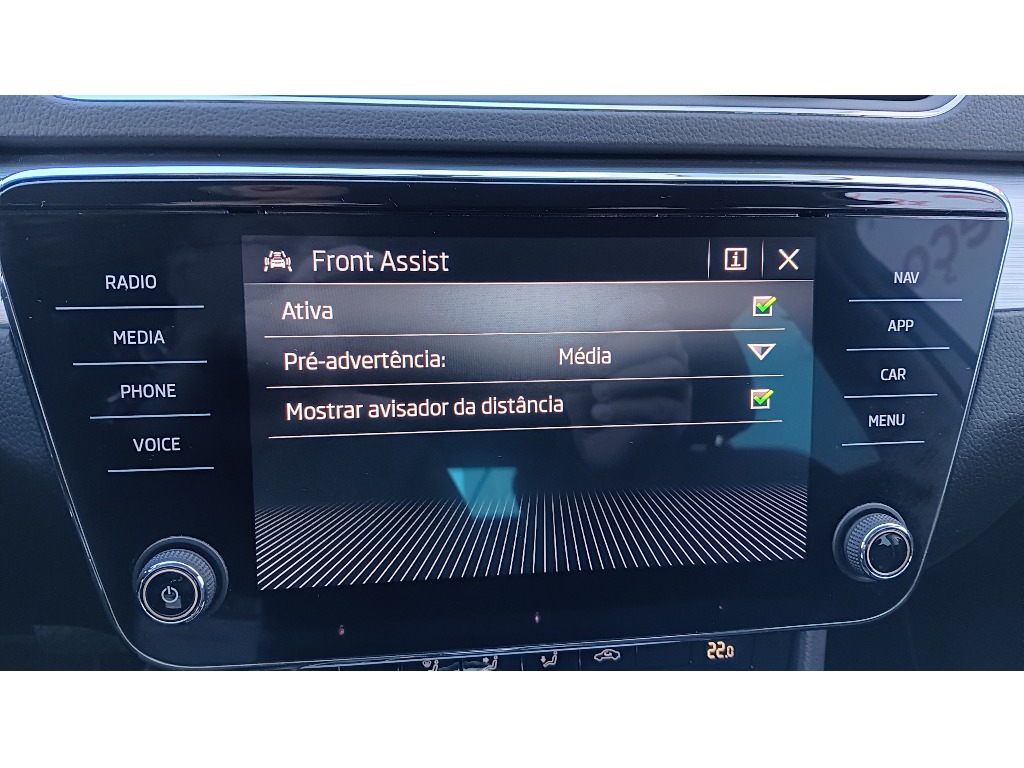 Front Assist
i
Ativa
Pré-advertência: Média
Mostrar avisador da distância
RADIO
MEDIA
PHONE
VOICE
NAV
APP
CAR
MENU
22.0